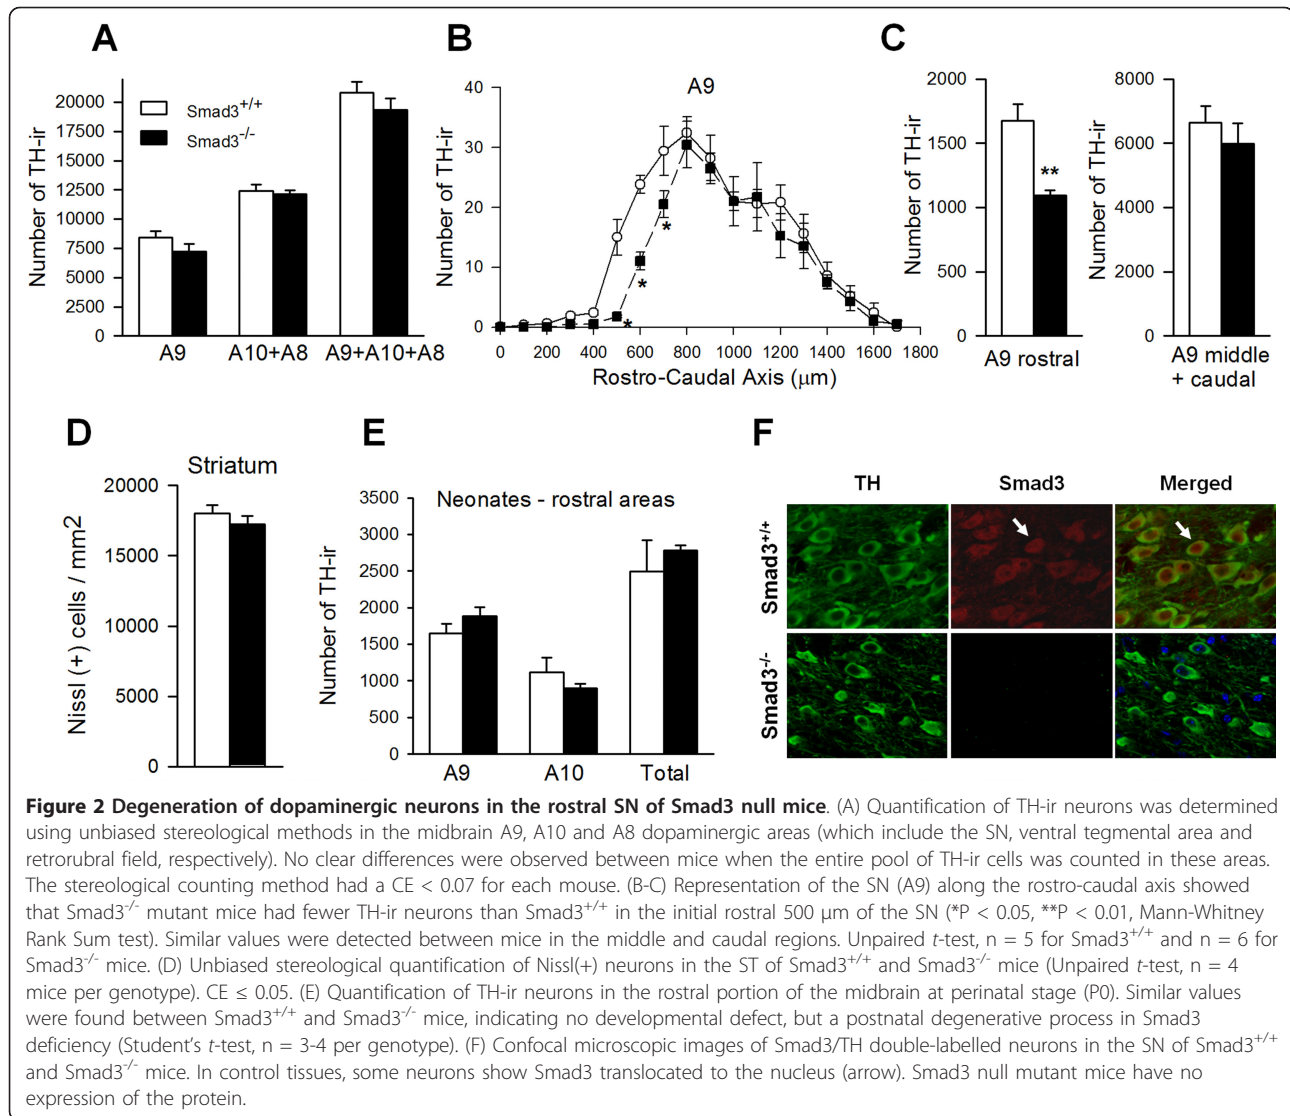 A
Number of TH-ir
20000
17500
15000
12500
10000
7500
5000
2500
0
Smad3+/+
Smad3-/-
A9
A10+A8
A9+A10+A8
B
A9
Number of TH-ir
40
30
20
10
0
*
*
*
0 200 400 600 800 1000 1200 1400 1600 1800
Rostro-Caudal Axis (µm)
C
Number of TH-ir
2000
1500
1000
500
0
**
A9 rostral
Number of TH-ir
8000
6000
4000
2000
0
A9 middle
+ caudal
D
Striatum
Nissl (+) cells / mm2
20000
15000
10000
5000
0
E
Neonates - rostral areas
Number of TH-ir
3500
3000
2500
2000
1500
1000
500
0
A9
A10
Total
F
TH
Smad3
Merged
Smad3+/+
Smad3-/-
Figure 2 Degeneration of dopaminergic neurons in the rostral SN of Smad3 null mice. (A) Quantification of TH-ir neurons was determined
using unbiased stereological methods in the midbrain A9, A10 and A8 dopaminergic areas (which include the SN, ventral tegmental area and
retrorubral field, respectively). No clear differences were observed between mice when the entire pool of TH-ir cells was counted in these areas.
The stereological counting method had a CE < 0.07 for each mouse. (B-C) Representation of the SN (A9) along the rostro-caudal axis showed
that Smad3-/- mutant mice had fewer TH-ir neurons than Smad3+/+ in the initial rostral 500 µm of the SN (*P < 0.05, **P < 0.01, Mann-Whitney
Rank Sum test). Similar values were detected between mice in the middle and caudal regions. Unpaired t-test, n = 5 for Smad3+/+ and n = 6 for
Smad3-/- mice. (D) Unbiased stereological quantification of Nissl(+) neurons in the ST of Smad3+/+ and Smad3-/- mice (Unpaired t-test, n = 4
mice per genotype). CE ≤ 0.05. (E) Quantification of TH-ir neurons in the rostral portion of the midbrain at perinatal stage (P0). Similar values
were found between Smad3+/+ and Smad3-/- mice, indicating no developmental defect, but a postnatal degenerative process in Smad3
deficiency (Student's t-test, n = 3-4 per genotype). (F) Confocal microscopic images of Smad3/TH double-labelled neurons in the SN of Smad3+/+
and Smad3-/- mice. In control tissues, some neurons show Smad3 translocated to the nucleus (arrow). Smad3 null mutant mice have no
expression of the protein.